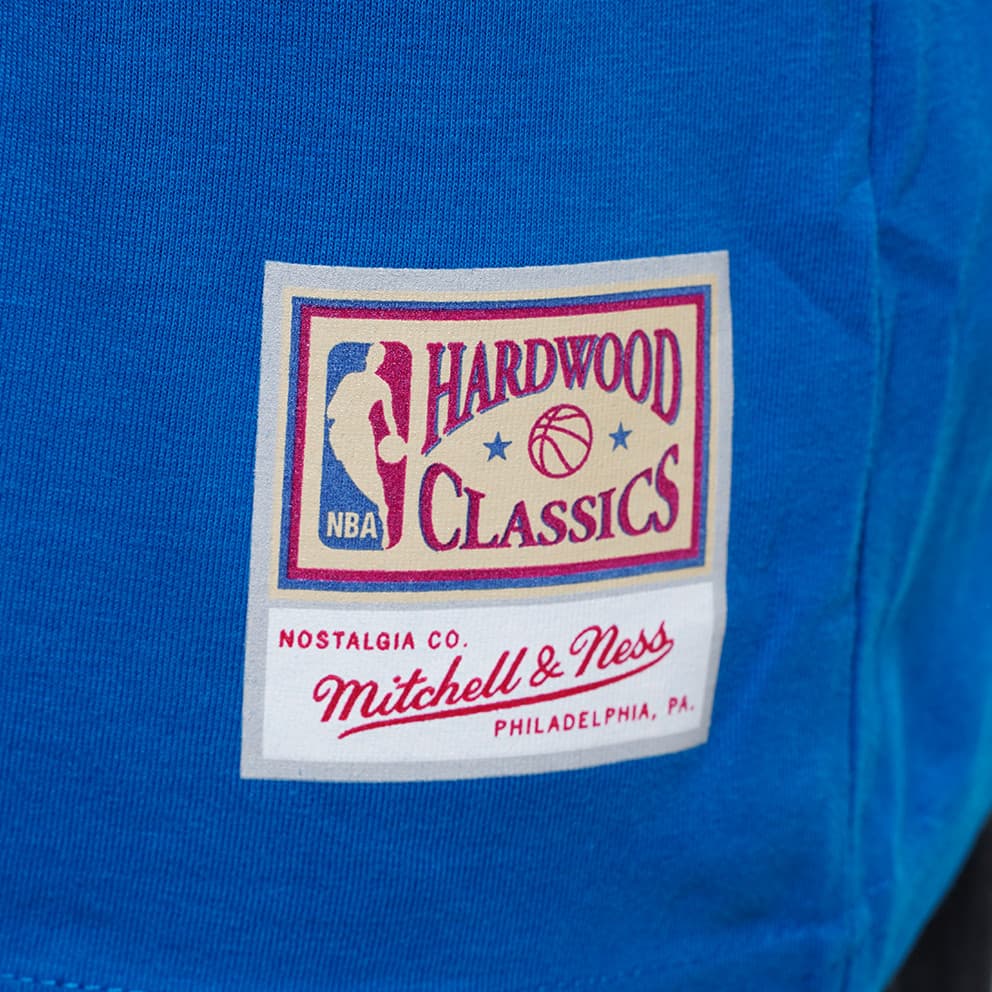 NBA
HARDWOOD
CLASSICS
NOSTALGIA CO.
Mitchell & Ness
PHILADELPHIA, PA.